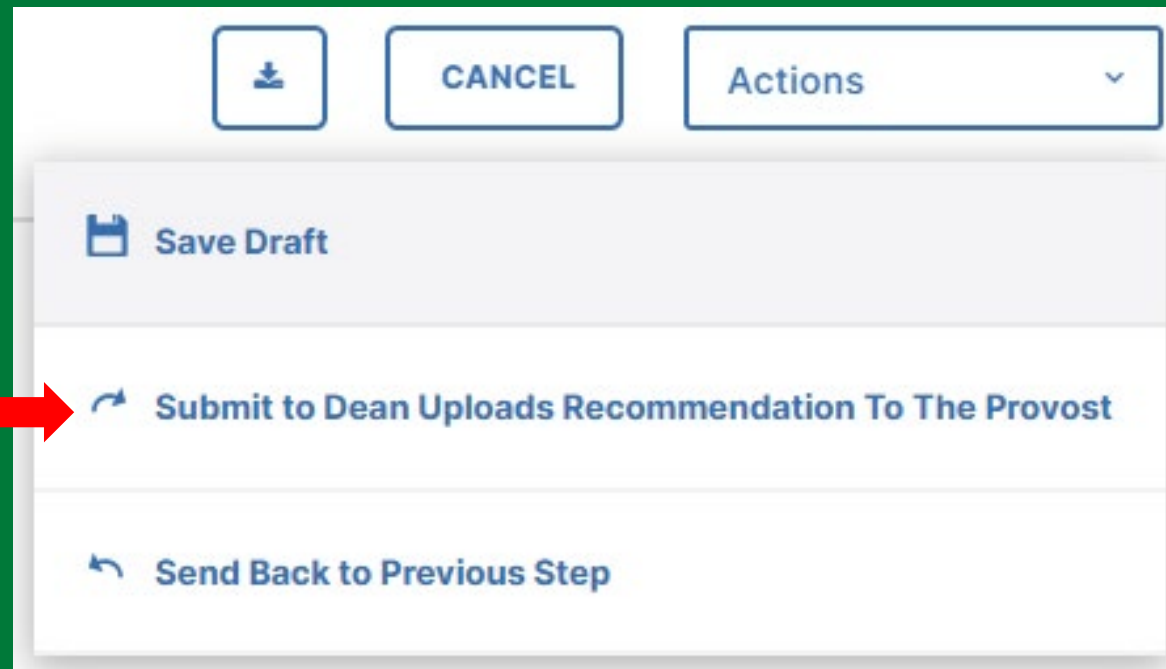 CANCEL
Actions
Save Draft
Submit to Dean Uploads Recommendation To The Provost
Send Back to Previous Step